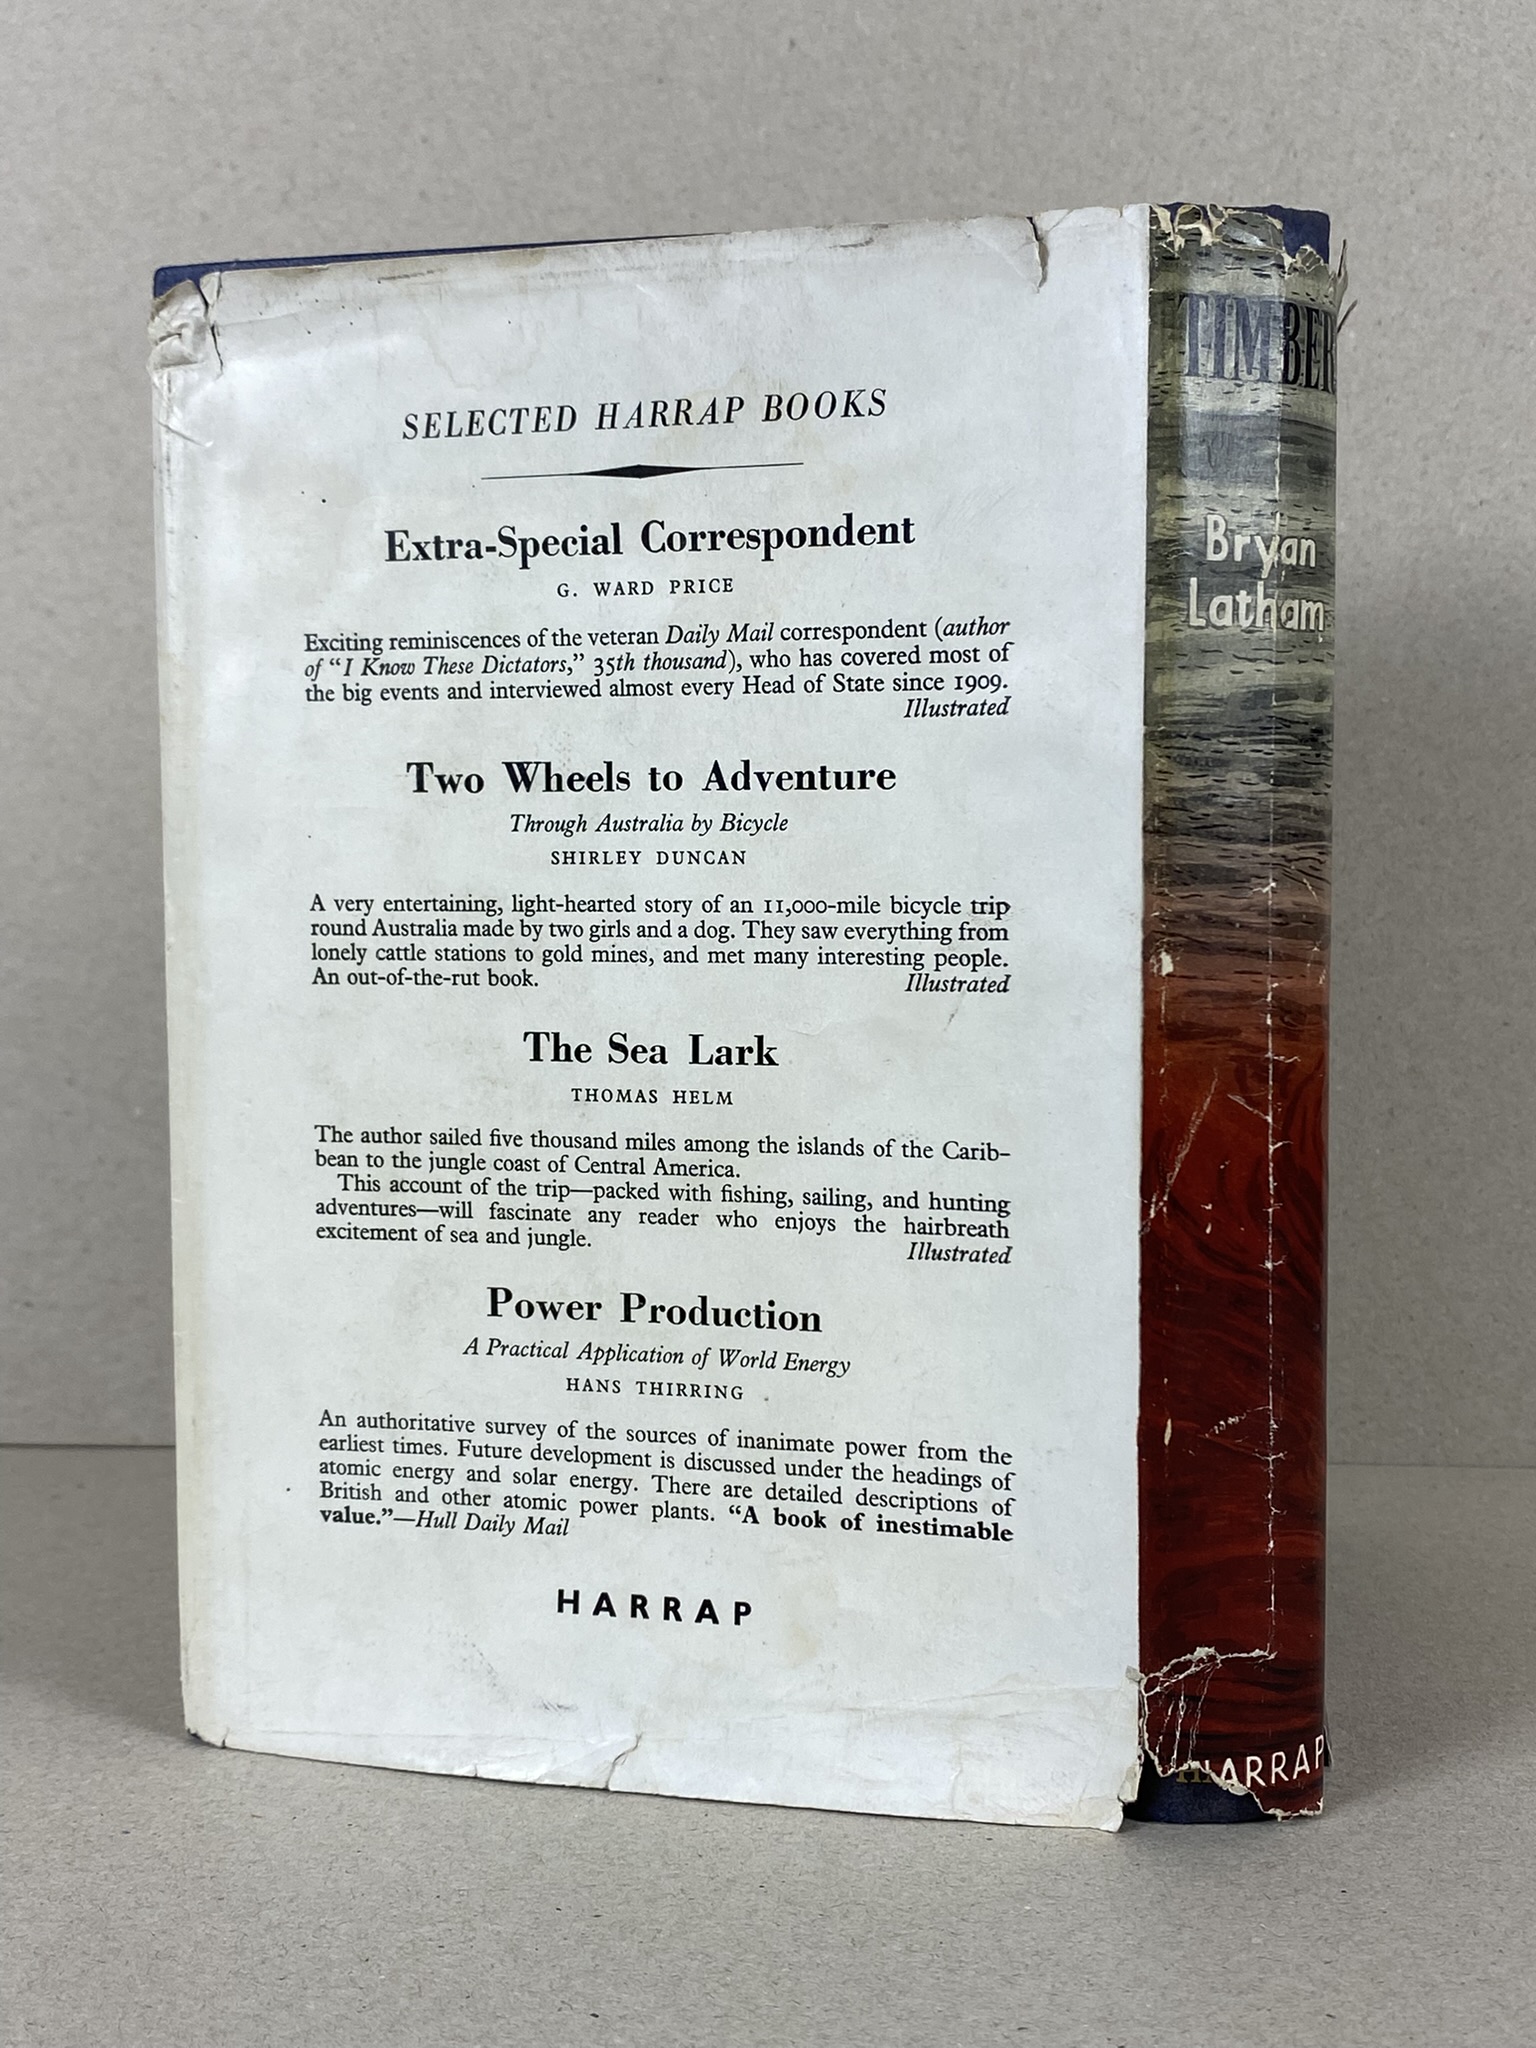 SELECTED HARRAP BOOKS
Extra-Special Correspondent
G. WARD PRICE
Exciting reminiscences of the veteran Daily Mail correspondent (author
of “I Know These Dictators,” 35th thousand), who has covered most of
the big events and interviewed almost every Head of State since 1909.
Illustrated
Two Wheels to Adventure
Through Australia by Bicycle
SHIRLEY DUNCAN
A very entertaining, light-hearted story of an 11,000-mile bicycle trip
round Australia made by two girls and a dog. They saw everything from
lonely cattle stations to gold mines, and met many interesting people.
An out-of-the-rut book. Illustrated
The Sea Lark
THOMAS HELM
The author sailed five thousand miles among the islands of the Carib-
bean to the jungle coast of Central America.
This account of the trip—packed with fishing, sailing, and hunting
adventures—will fascinate any reader who enjoys the hairbreath
excitement of sea and jungle. Illustrated
Power Production
A Practical Application of World Energy
HANS THIRRING
An authoritative survey of the sources of inanimate power from the
earliest times. Future development is discussed under the headings of
atomic energy and solar energy. There are detailed descriptions of
British and other atomic power plants. “A book of inestimable
value.”—Hull Daily Mail
HARRAP
TIMBER
Bryan
Latham
HARRAP